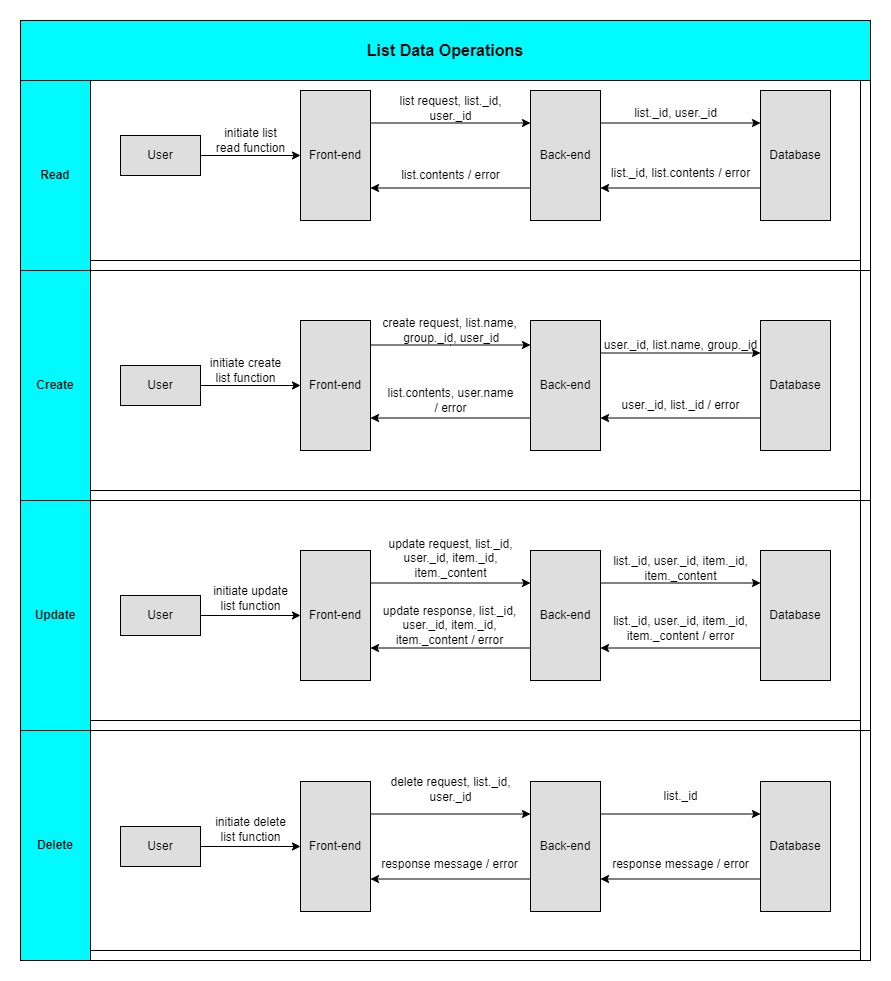 List Data Operations
Read
User
initiate list
read function
Front-end
list request, list._id,
user._id
list.contents / error
Back-end
list._id, user._id
list._id, list.contents / error
Database
Create
User
initiate create
list function
Front-end
create request, list.name,
group._id, user_id
list.contents, user.name
/ error
Back-end
user._id, list.name, group._id
user._id, list._id / error
Database
Update
User
initiate update
list function
Front-end
update request, list._id,
user._id, item._id,
item._content
update response, list._id,
user._id, item._id,
item._content / error
Back-end
list._id, user._id, item._id,
item._content
list._id, user._id, item._id,
item._content / error
Database
Delete
User
initiate delete
list function
Front-end
delete request, list._id,
user._id
response message / error
Back-end
list._id
response message / error
Database